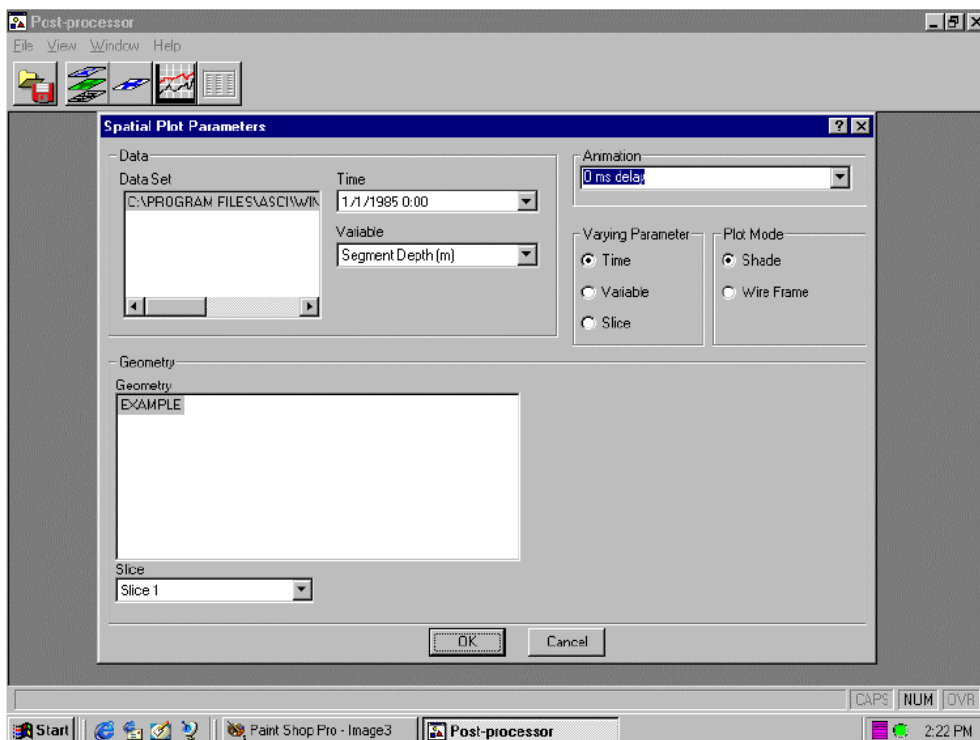 Post-processor
File View Window Help
Spatial Plot Parameters
Data
Data Set
C:\PROGRAM FILES\ASCI\WIN
Time
1/1/1985 0:00
Variable
Segment Depth (m)
Animation
0 ms delay
Varying Parameter
Time
Variable
Slice
Plot Mode
Shade
Wire Frame
Geometry
Geometry
EXAMPLE
Slice
Slice 1
OK
Cancel
CAPS NUM OVR
Start
Paint Shop Pro - Image3
Post-processor
2:22 PM